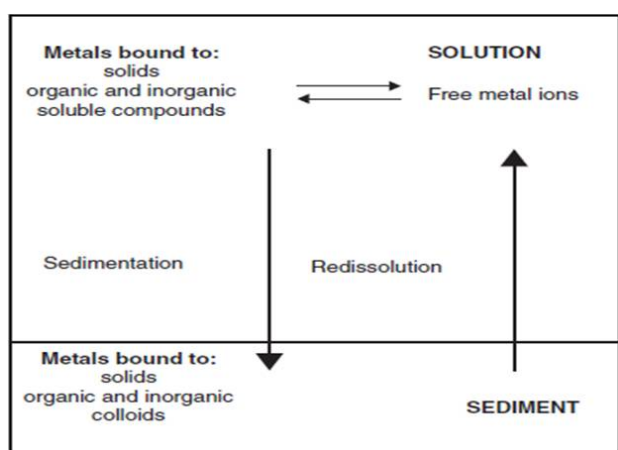 Metals bound to:
solids
organic and inorganic
soluble compounds
SOLUTION
Free metal ions
Sedimentation
Redissolution
Metals bound to:
solids
organic and inorganic
colloids
SEDIMENT